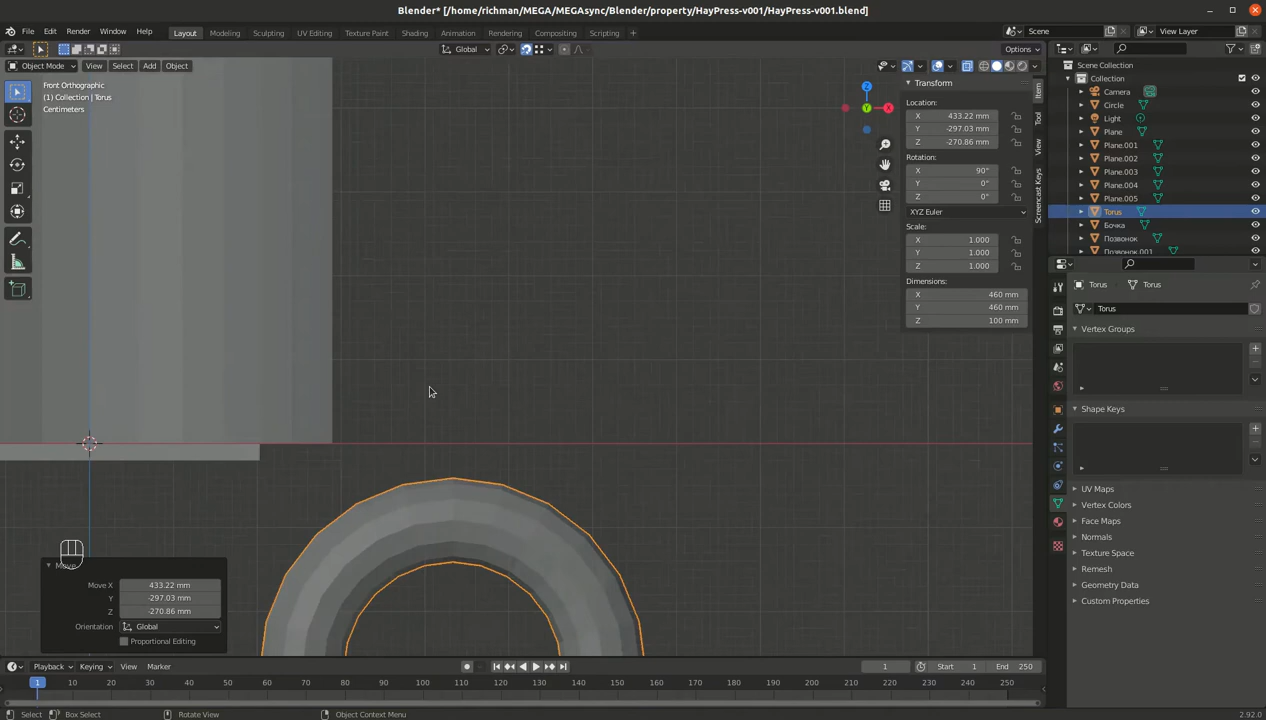 Blender* [/home/richman/MEGA/MEGAsync/Blender/property/HayPress-v001/HayPress-v001.blend]
File Edit Render Window Help Layout Modeling Sculpting UV Editing Texture Paint Shading Animation Rendering Compositing Scripting Scene View Layer
Global Options
Object Mode View Select Add Object
Front Orthographic
(1) Collection | Torus
Centimeters
Z
Y X
Transform
Location:
X 433.22 mm
Y -297.03 mm
Z -270.86 mm
Rotation:
X 90°
Y 0°
Z 0°
XYZ Euler
Scale:
X 1.000
Y 1.000
Z 1.000
Dimensions:
X 460 mm
Y 460 mm
Z 100 mm
Item
Tool
View
Screencast Keys
Scene Collection
Collection
Camera
Circle
Light
Plane
Plane.001
Plane.002
Plane.003
Plane.004
Plane.005
Torus
Бочка
Позвонок
Позвонок.001
Torus Torus
Torus
Vertex Groups
Shape Keys
UV Maps
Vertex Colors
Face Maps
Normals
Texture Space
Remesh
Geometry Data
Custom Properties
Move
Move X 433.22 mm
Y -297.03 mm
Z -270.86 mm
Orientation Global
Proportional Editing
Playback Keying View Marker 1 Start 1 End 250
1 10 20 30 40 50 60 70 80 90 100 110 120 130 140 150 160 170 180 190 200 210 220 230 240 250
Select Box Select Rotate View Object Context Menu 2.92.0